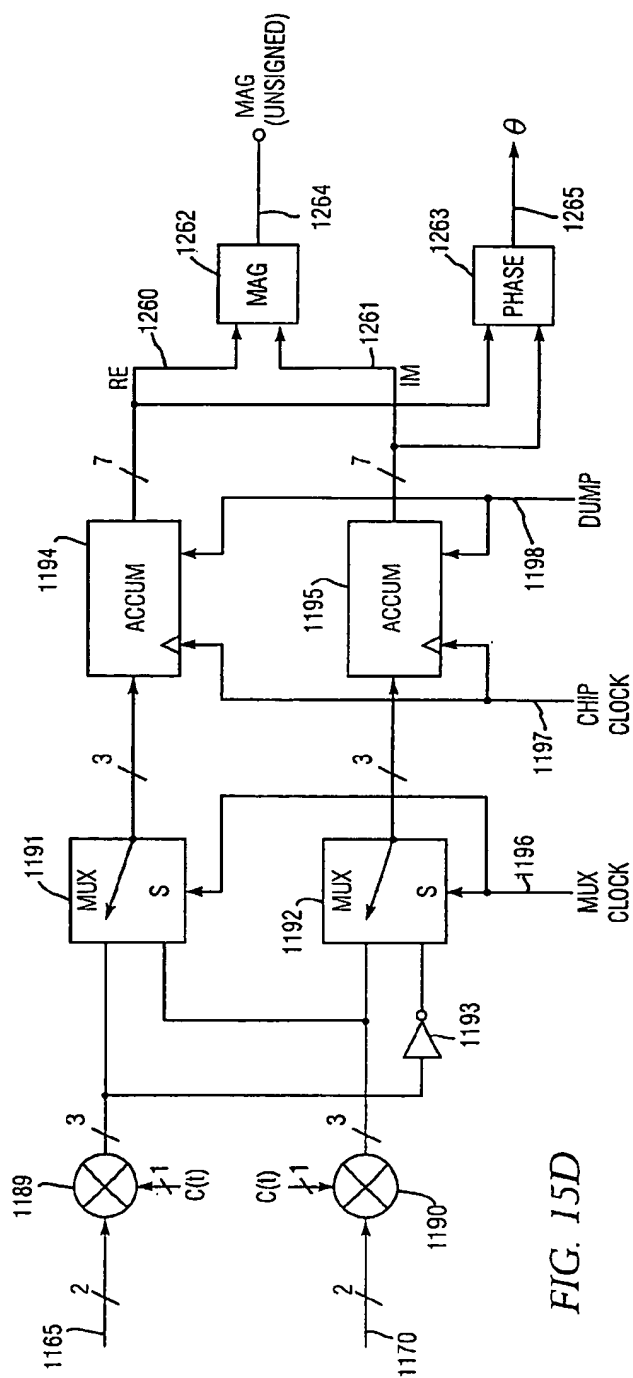 1165
2
1189
3
C(t)
1
1170
2
C(t)
1
1190
3
1193
1191
MUX
S
1192
MUX
S
1196
MUX
CLOCK
3
3
1194
ACCUM
1195
ACCUM
1197
CHIP
CLOCK
1198
DUMP
7
7
RE
1260
IM
1261
1262
MAG
1264
MAG
(UNSIGNED)
1263
PHASE
1265
θ
FIG. 15D